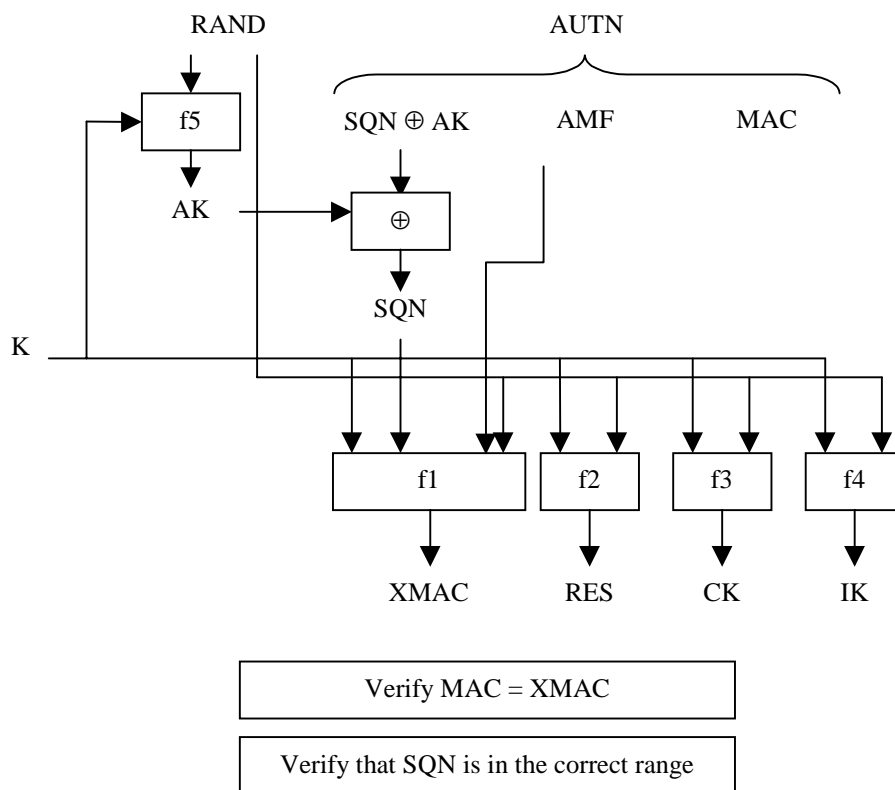 RAND AUTN
f5 SQN ⊕ AK AMF MAC
AK ⊕
SQN
K
f1 f2 f3 f4
XMAC RES CK IK
Verify MAC = XMAC
Verify that SQN is in the correct range